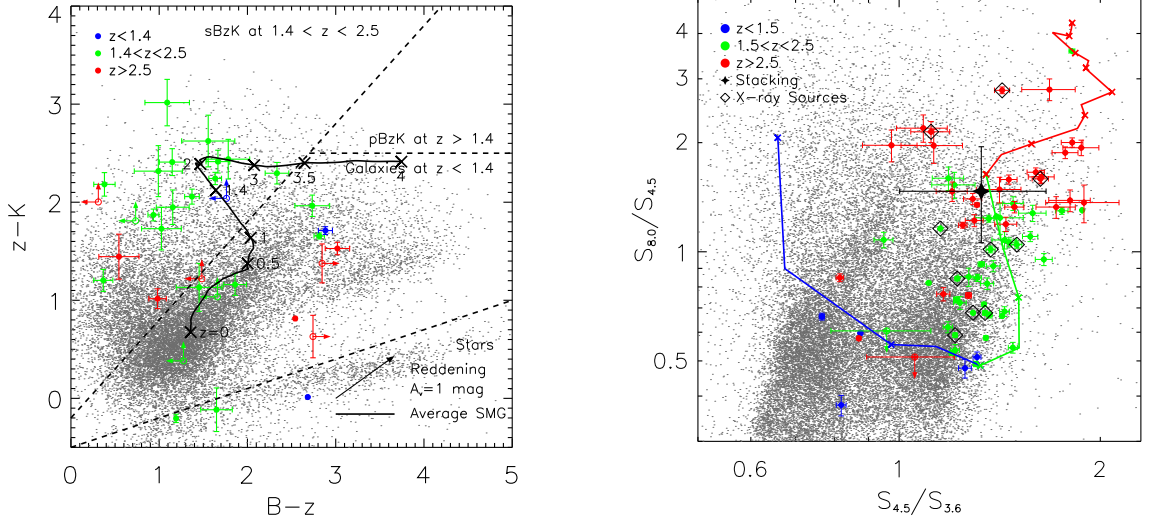 4
3
2
1
0
0
1
2
3
4
5
z−K
B−z
z<1.4
1.4<z<2.5
z>2.5
sBzK at 1.4 < z < 2.5
pBzK at z > 1.4
Galaxies at z < 1.4
2
3
3.5
4
1.4
1
0.5
z=0
Stars
Reddening
Aᵥ=1 mag
Average SMG
4
3
2
1
0.5
0.6
1
2
S8.0/S4.5
S4.5/S3.6
z<1.5
1.5<z<2.5
z>2.5
Stacking
X−ray Sources